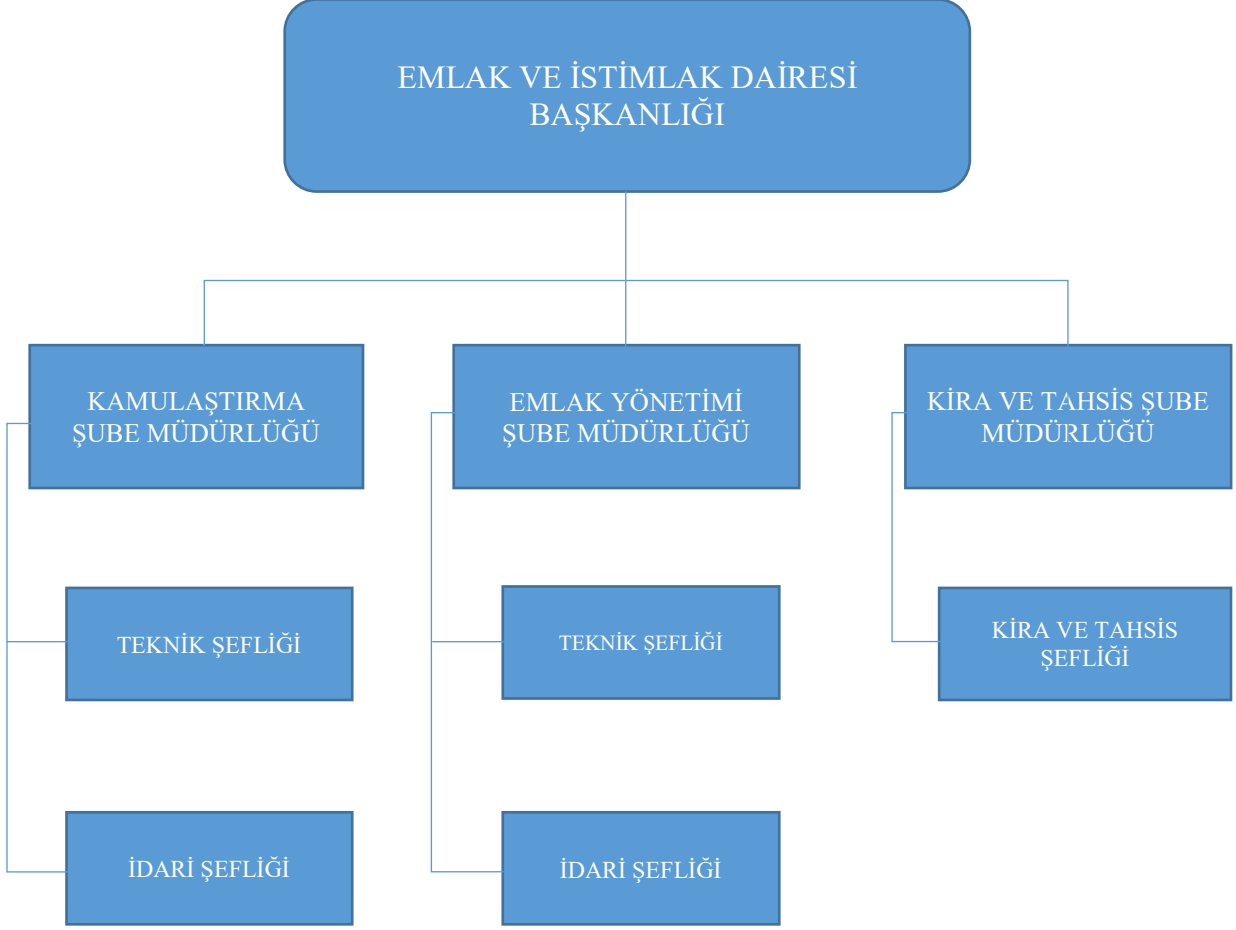 EMLAK VE İSTİMLAK DAİRESİ
BAŞKANLIĞI
KAMULAŞTIRMA
ŞUBE MÜDÜRLÜĞÜ
EMLAK YÖNETİMİ
ŞUBE MÜDÜRLÜĞÜ
KİRA VE TAHSİS ŞUBE
MÜDÜRLÜĞÜ
TEKNİK ŞEFLİĞİ
TEKNİK ŞEFLİĞİ
KİRA VE TAHSİS
ŞEFLİĞİ
İDARİ ŞEFLİĞİ
İDARİ ŞEFLİĞİ